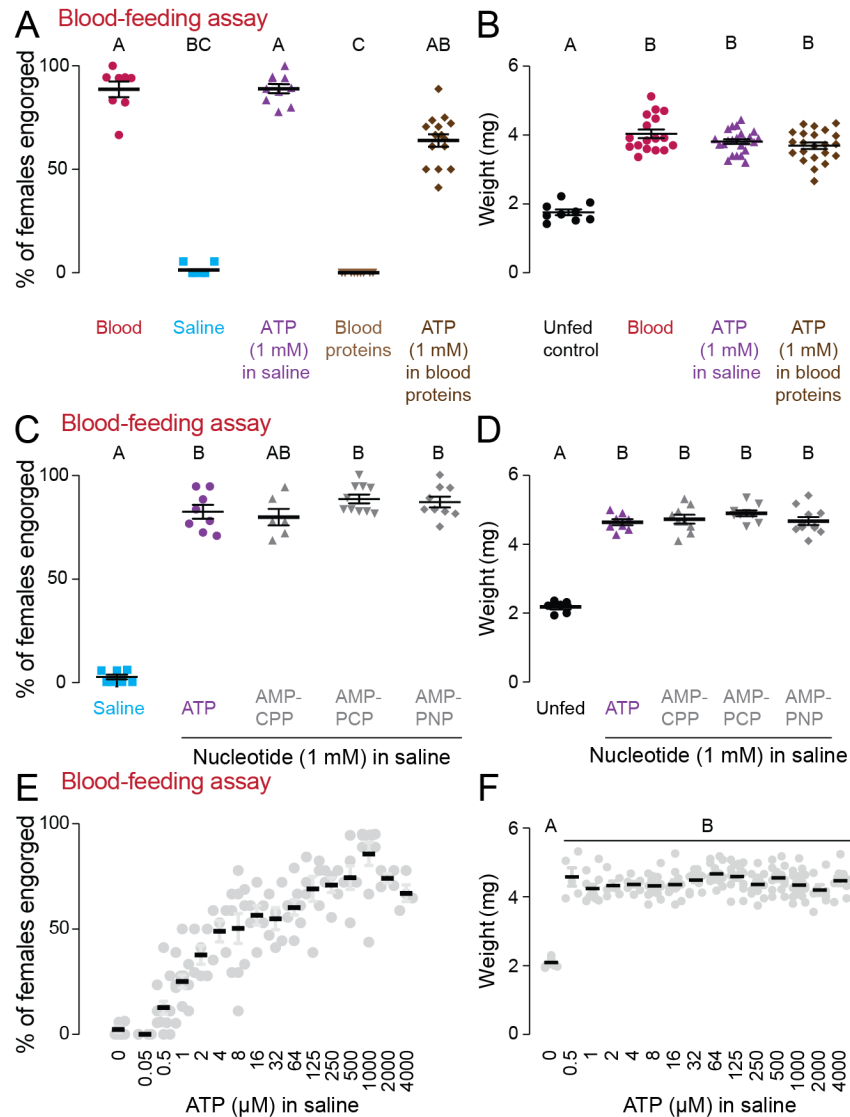 A Blood-feeding assay
A BC A C AB
% of females engorged
100
50
0
Blood
Saline
ATP
(1 mM)
in saline
Blood
proteins
ATP
(1 mM)
in blood
proteins
B
A B B B
Weight (mg)
6
4
2
0
Unfed
control
Blood
ATP
(1 mM)
in saline
ATP
(1 mM)
in blood
proteins
C Blood-feeding assay
A B AB B B
% of females engorged
100
50
0
Saline
ATP
AMP-
CPP
AMP-
PCP
AMP-
PNP
Nucleotide (1 mM) in saline
D
A B B B B
Weight (mg)
6
4
2
0
Unfed
ATP
AMP-
CPP
AMP-
PCP
AMP-
PNP
Nucleotide (1 mM) in saline
E Blood-feeding assay
% of females engorged
100
50
0
0 0.05 0.5 1 2 4 8 16 32 64 125 250 500 1000 2000 4000
ATP (µM) in saline
F
A B
Weight (mg)
6
4
2
0
0 0.5 1 2 4 8 16 32 64 125 250 500 1000 2000 4000
ATP (µM) in saline